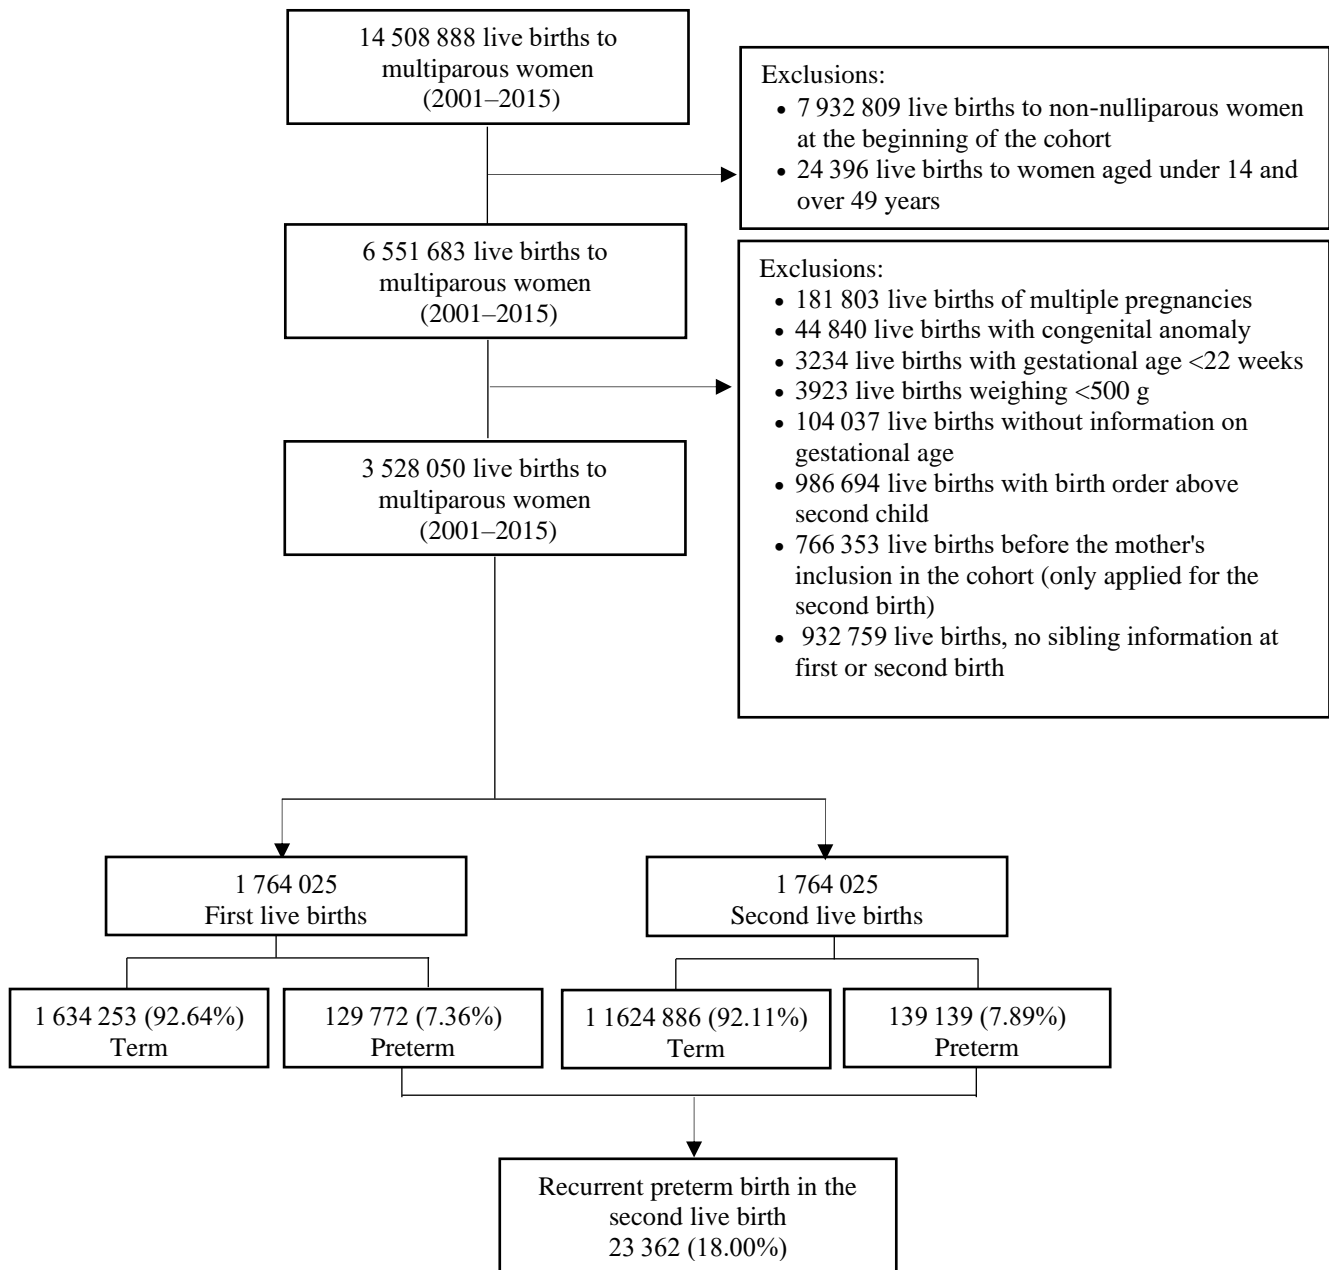 14 508 888 live births to
multiparous women
(2001–2015)
Exclusions:
• 7 932 809 live births to non-nulliparous women
at the beginning of the cohort
• 24 396 live births to women aged under 14 and
over 49 years
6 551 683 live births to
multiparous women
(2001–2015)
Exclusions:
• 181 803 live births of multiple pregnancies
• 44 840 live births with congenital anomaly
• 3234 live births with gestational age <22 weeks
• 3923 live births weighing <500 g
• 104 037 live births without information on
gestational age
• 986 694 live births with birth order above
second child
• 766 353 live births before the mother's
inclusion in the cohort (only applied for the
second birth)
• 932 759 live births, no sibling information at
first or second birth
3 528 050 live births to
multiparous women
(2001–2015)
1 764 025
First live births
1 764 025
Second live births
1 634 253 (92.64%)
Term
129 772 (7.36%)
Preterm
1 1624 886 (92.11%)
Term
139 139 (7.89%)
Preterm
Recurrent preterm birth in the
second live birth
23 362 (18.00%)